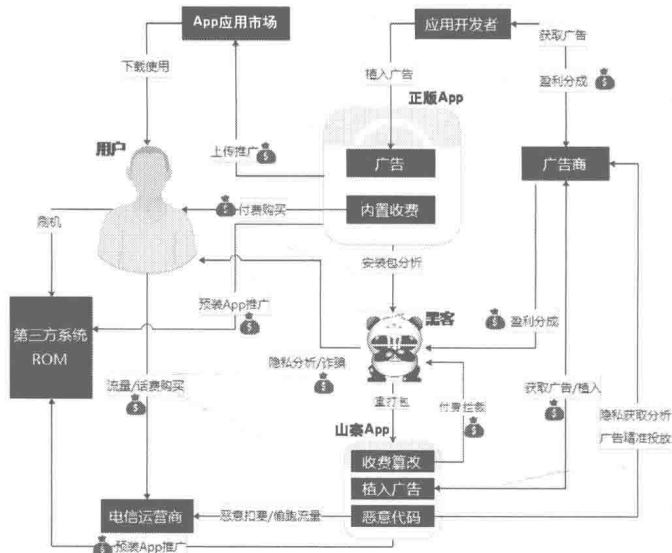 App应用市场
应用开发者
获取广告
下载使用
植入广告
盈利分成
正版App
用户
上传推广
广告
广告商
付费购买
内置收费
刷机
安装包分析
预装App推广
黑客
盈利分成
第三方系统
ROM
隐私分析/诈骗
流量/话费购买
重打包
付费拦截
获取广告/植入
隐私获取分析
广告精准投放
山寨App
收费篡改
植入广告
电信运营商
恶意扣费/偷跑流量
恶意代码
预装App推广